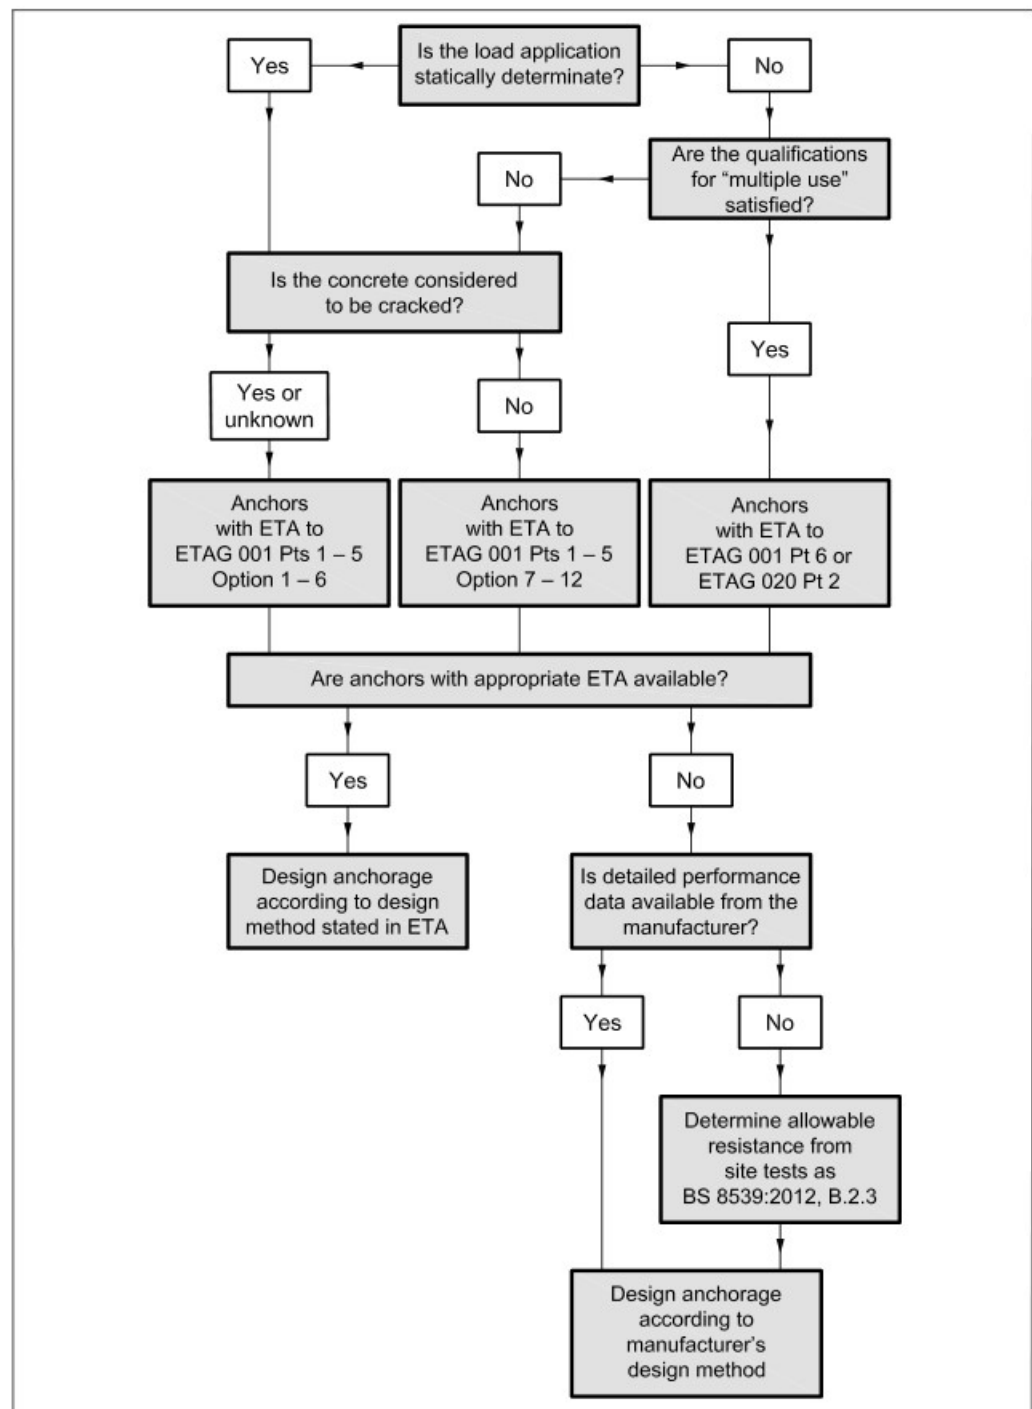 Is the load application
statically determinate?
Yes
No
Are the qualifications
for “multiple use”
satisfied?
No
Is the concrete considered
to be cracked?
Yes
Yes or
unknown
No
Anchors
with ETA to
ETAG 001 Pts 1 – 5
Option 1 – 6
Anchors
with ETA to
ETAG 001 Pts 1 – 5
Option 7 – 12
Anchors
with ETA to
ETAG 001 Pt 6 or
ETAG 020 Pt 2
Are anchors with appropriate ETA available?
Yes
No
Design anchorage
according to design
method stated in ETA
Is detailed performance
data available from the
manufacturer?
Yes
No
Determine allowable
resistance from
site tests as
BS 8539:2012, B.2.3
Design anchorage
according to
manufacturer’s
design method